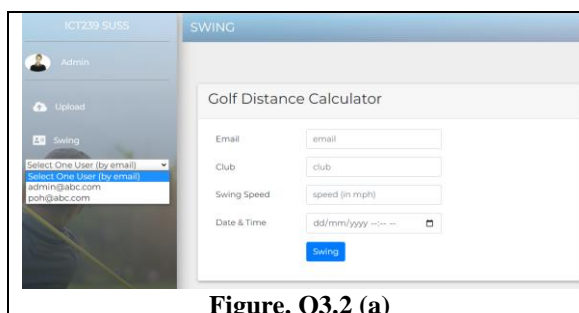 ICT239 SUSS
SWING
Admin
Upload
Swing
Select One User (by email)
Select One User (by email)
admin@abc.com
poh@abc.com
Golf Distance Calculator
Email email
Club club
Swing Speed speed (in mph)
Date & Time dd/mm/yyyy --:-- --
Swing
Figure. Q3.2 (a)